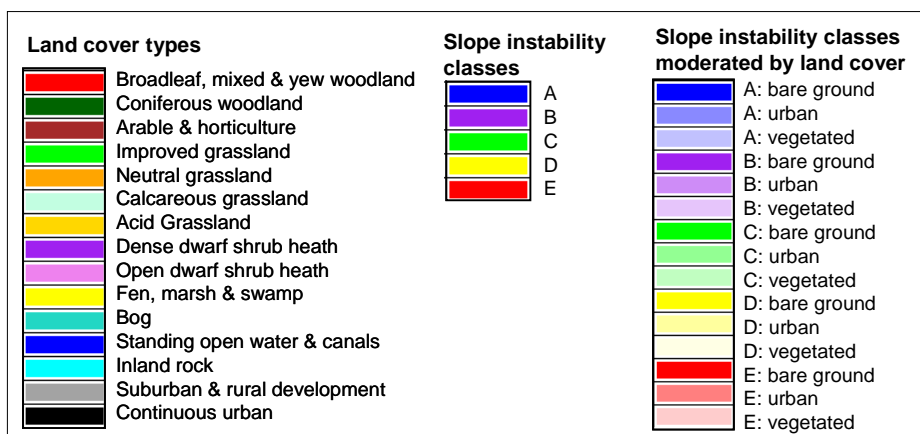 Land cover types
Broadleaf, mixed & yew woodland
Coniferous woodland
Arable & horticulture
Improved grassland
Neutral grassland
Calcareous grassland
Acid Grassland
Dense dwarf shrub heath
Open dwarf shrub heath
Fen, marsh & swamp
Bog
Standing open water & canals
Inland rock
Suburban & rural development
Continuous urban
Slope instability
classes
A
B
C
D
E
Slope instability classes
moderated by land cover
A: bare ground
A: urban
A: vegetated
B: bare ground
B: urban
B: vegetated
C: bare ground
C: urban
C: vegetated
D: bare ground
D: urban
D: vegetated
E: bare ground
E: urban
E: vegetated